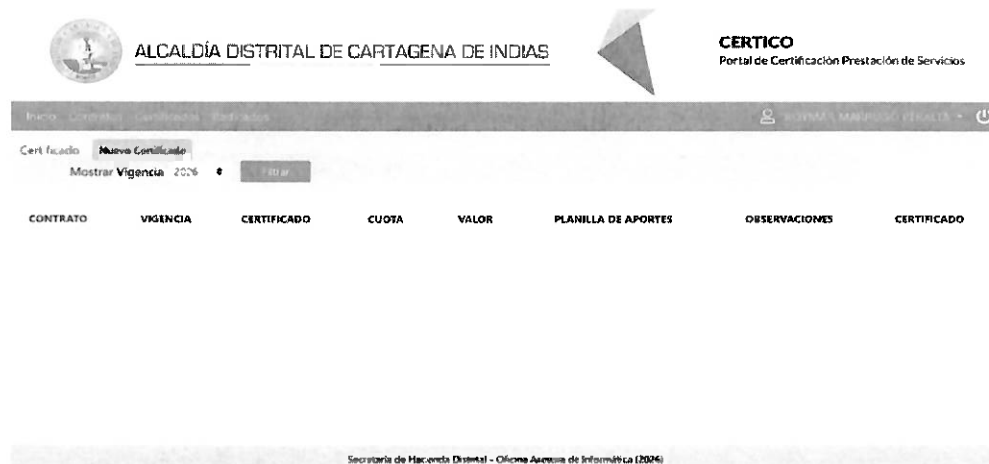 ALCALDÍA DISTRITAL DE CARTAGENA DE INDIAS
CERTICO
Portal de Certificación Prestación de Servicios
Inicio Contratos Certificados Radicados
Certificado Nuevo Certificado
Mostrar Vigencia 2026 Filtrar
CONTRATO VIGENCIA CERTIFICADO CUOTA VALOR PLANILLA DE APORTES OBSERVACIONES CERTIFICADO
Secretaría de Hacienda Distrital - Oficina Asesora de Informática (2026)